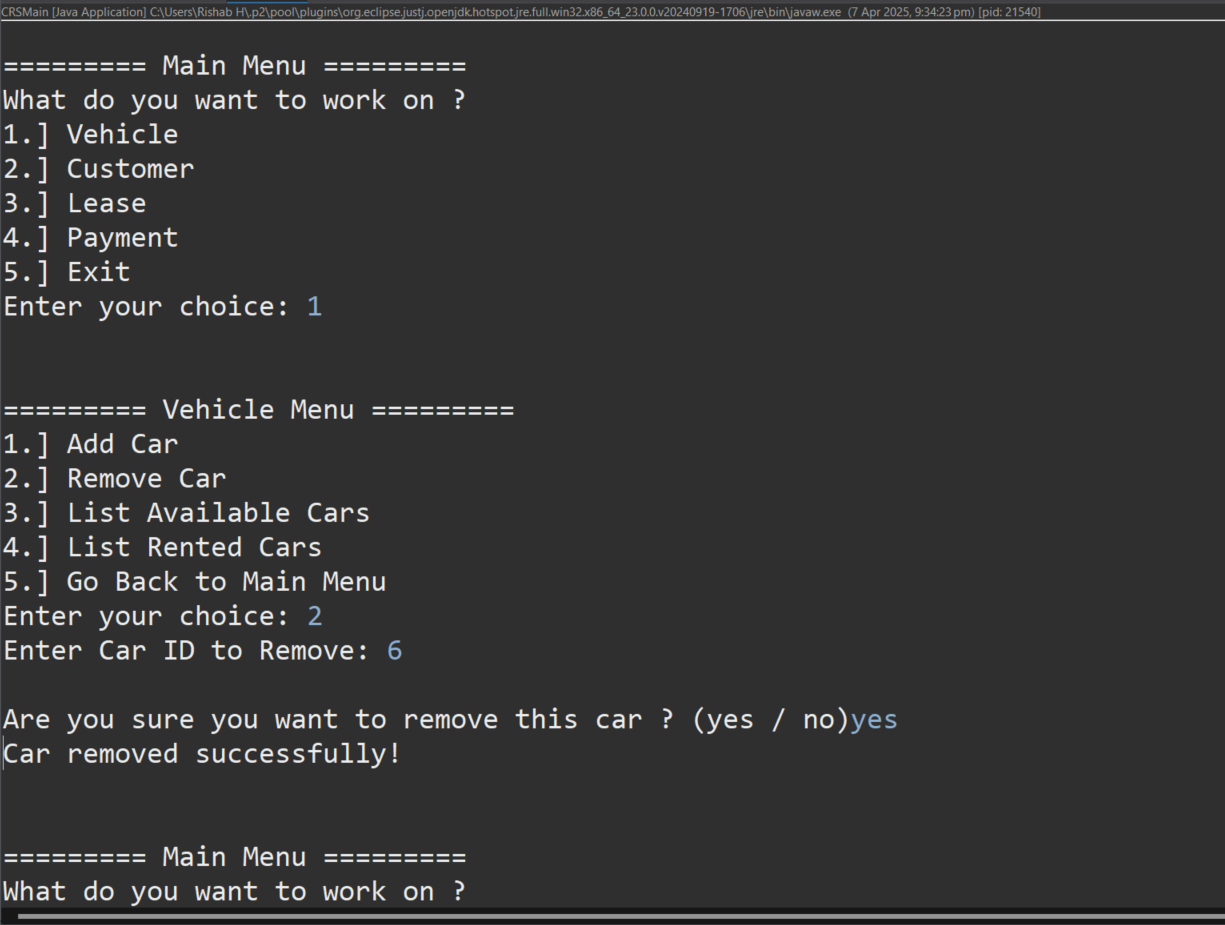 CRSMain [Java Application] C:\Users\Rishab H\.p2\pool\plugins\org.eclipse.justj.openjdk.hotspot.jre.full.win32.x86_64_23.0.0.v20240919-1706\jre\bin\javaw.exe (7 Apr 2025, 9:34:23 pm) [pid: 21540]
========= Main Menu =========
What do you want to work on ?
1.] Vehicle
2.] Customer
3.] Lease
4.] Payment
5.] Exit
Enter your choice: 1
========= Vehicle Menu =========
1.] Add Car
2.] Remove Car
3.] List Available Cars
4.] List Rented Cars
5.] Go Back to Main Menu
Enter your choice: 2
Enter Car ID to Remove: 6
Are you sure you want to remove this car ? (yes / no)yes
Car removed successfully!
========= Main Menu =========
What do you want to work on ?